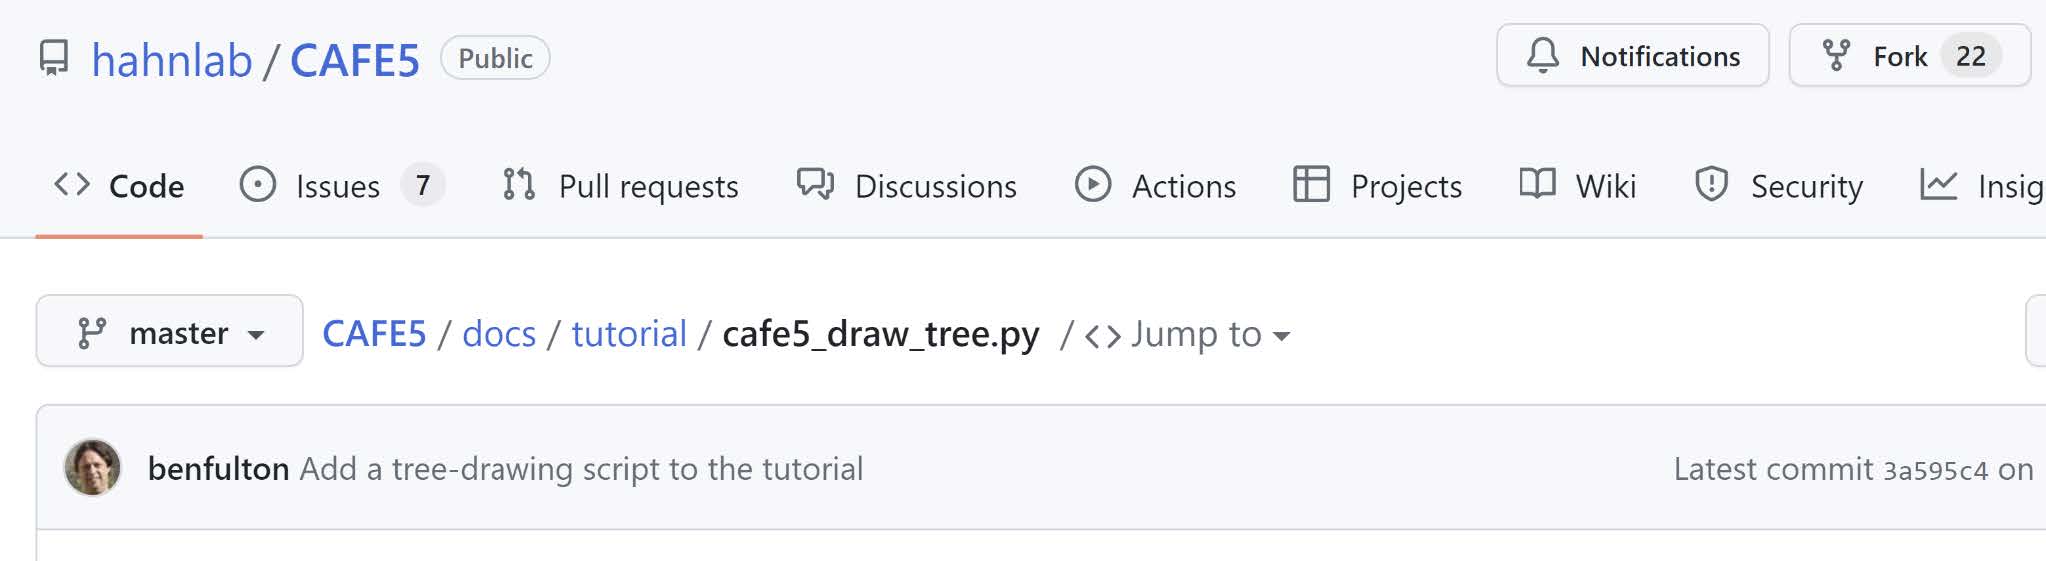 hahnlab / CAFE5 Public Notifications Fork 22
Code Issues 7 Pull requests Discussions Actions Projects Wiki Security Insig
master CAFE5 / docs / tutorial / cafe5_draw_tree.py / <> Jump to
benfulton Add a tree-drawing script to the tutorial Latest commit 3a595c4 on